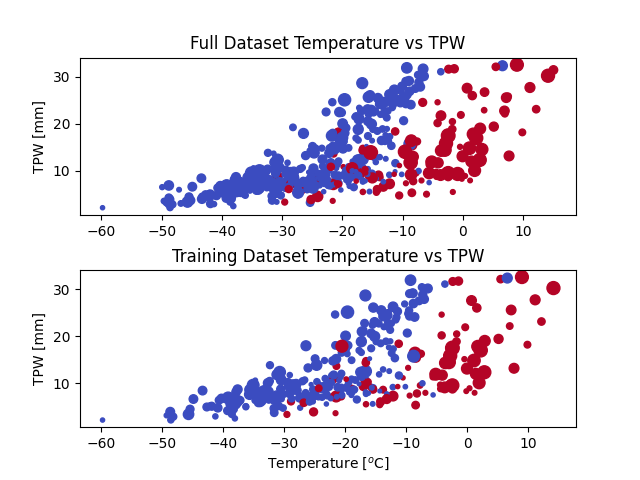 Full Dataset Temperature vs TPW
TPW [mm]
30
20
10
−60 −50 −40 −30 −20 −10 0 10
Training Dataset Temperature vs TPW
TPW [mm]
30
20
10
−60 −50 −40 −30 −20 −10 0 10
Temperature [°C]